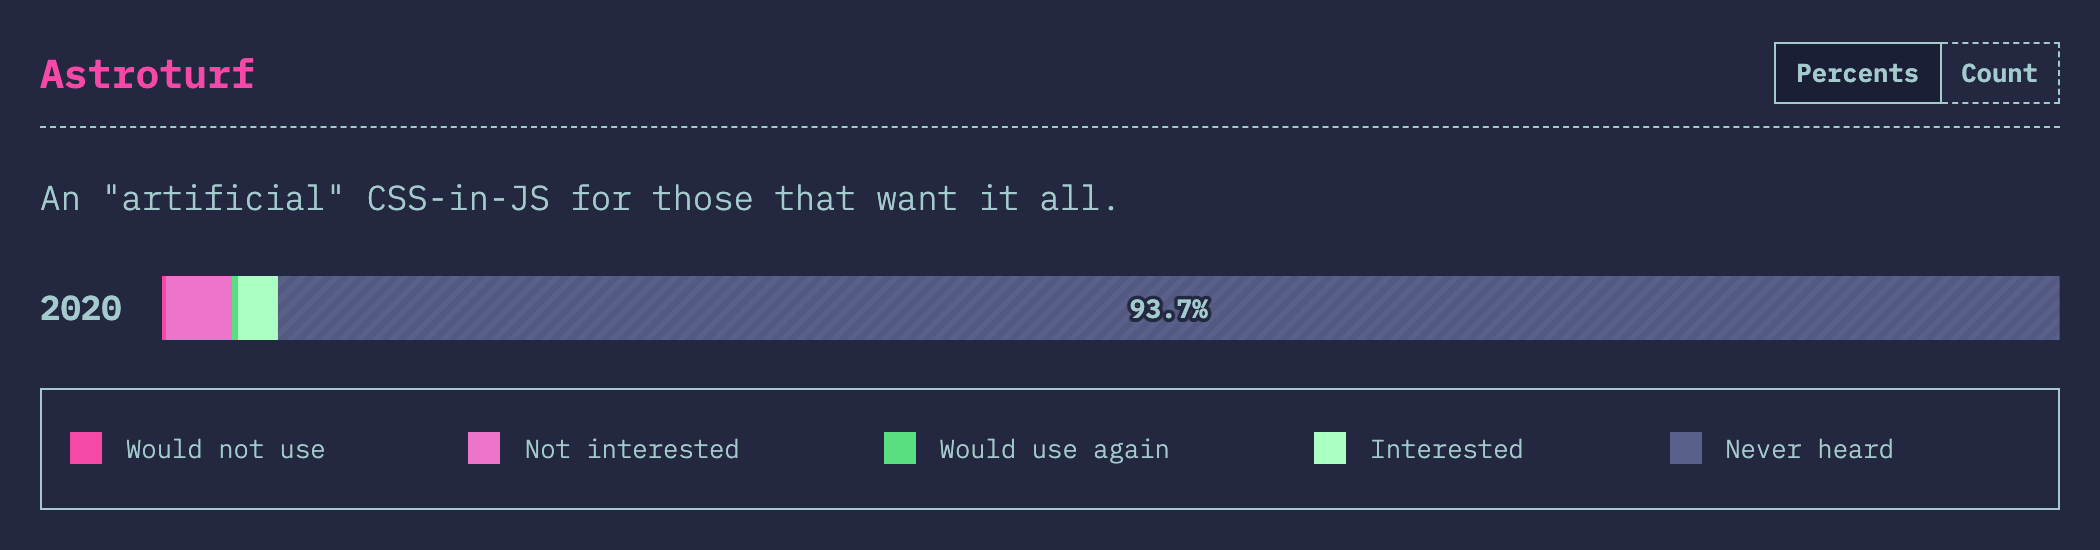 Astroturf
Percents Count
An "artificial" CSS-in-JS for those that want it all.
2020 93.7%
Would not use Not interested Would use again Interested Never heard